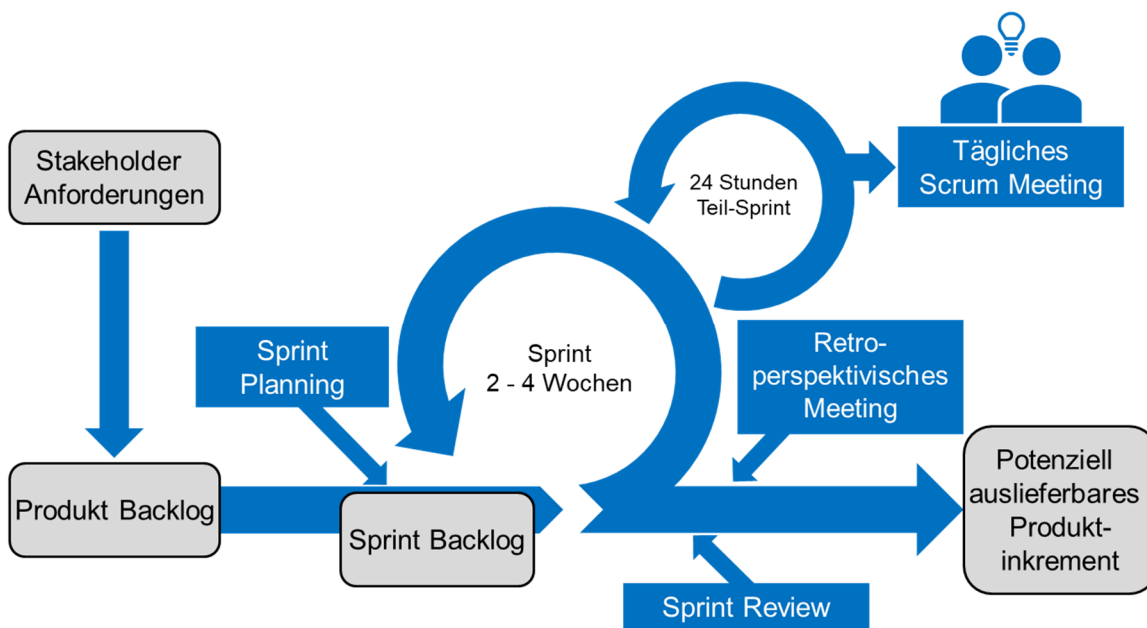 Stakeholder
Anforderungen
Produkt Backlog
Sprint
Planning
Sprint Backlog
Sprint
2 - 4 Wochen
24 Stunden
Teil-Sprint
Tägliches
Scrum Meeting
Retro-
perspektivisches
Meeting
Sprint Review
Potenziell
auslieferbares
Produkt-
inkrement